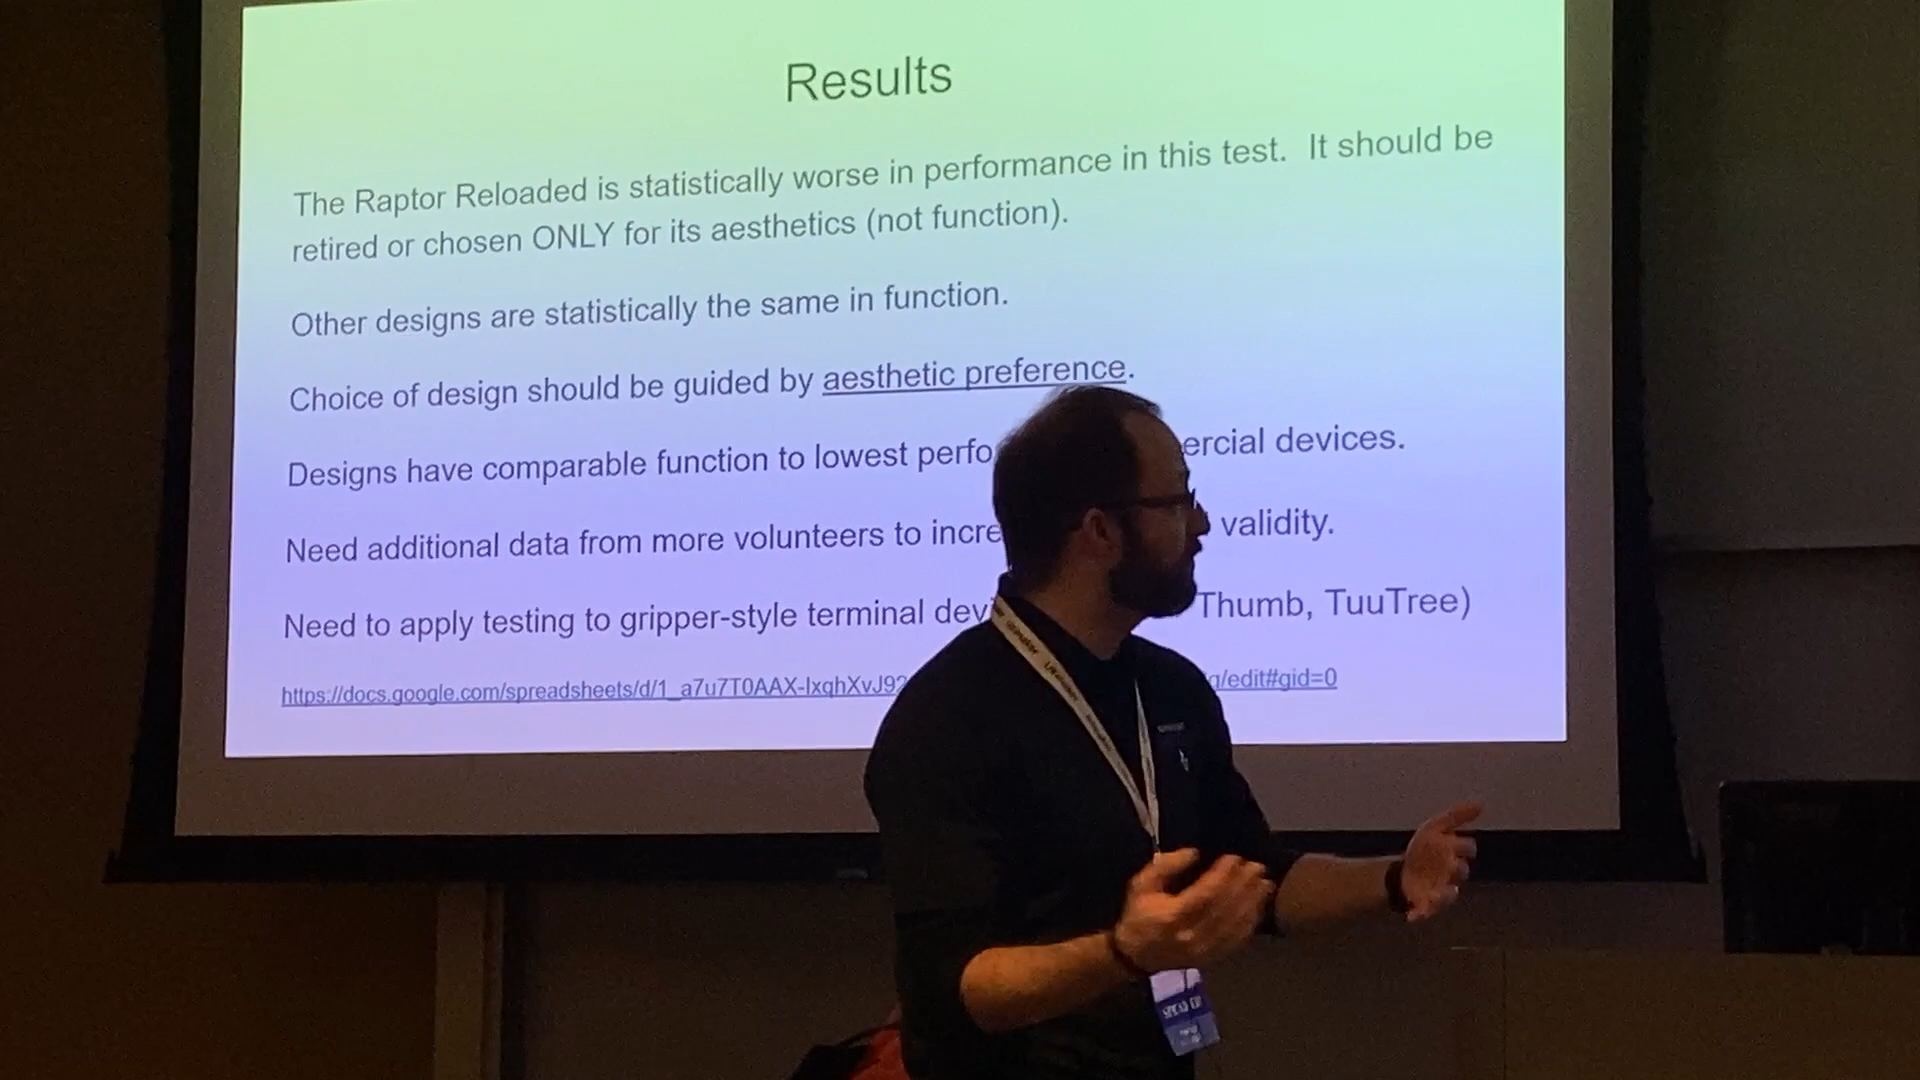 Results
The Raptor Reloaded is statistically worse in performance in this test. It should be
retired or chosen ONLY for its aesthetics (not function).
Other designs are statistically the same in function.
Choice of design should be guided by aesthetic preference.
Designs have comparable function to lowest perfo ercial devices.
Need additional data from more volunteers to incre validity.
Need to apply testing to gripper-style terminal dev Thumb, TuuTree)
https://docs.google.com/spreadsheets/d/1_a7u7T0AAX-IxqhXvJ9 /edit#gid=0